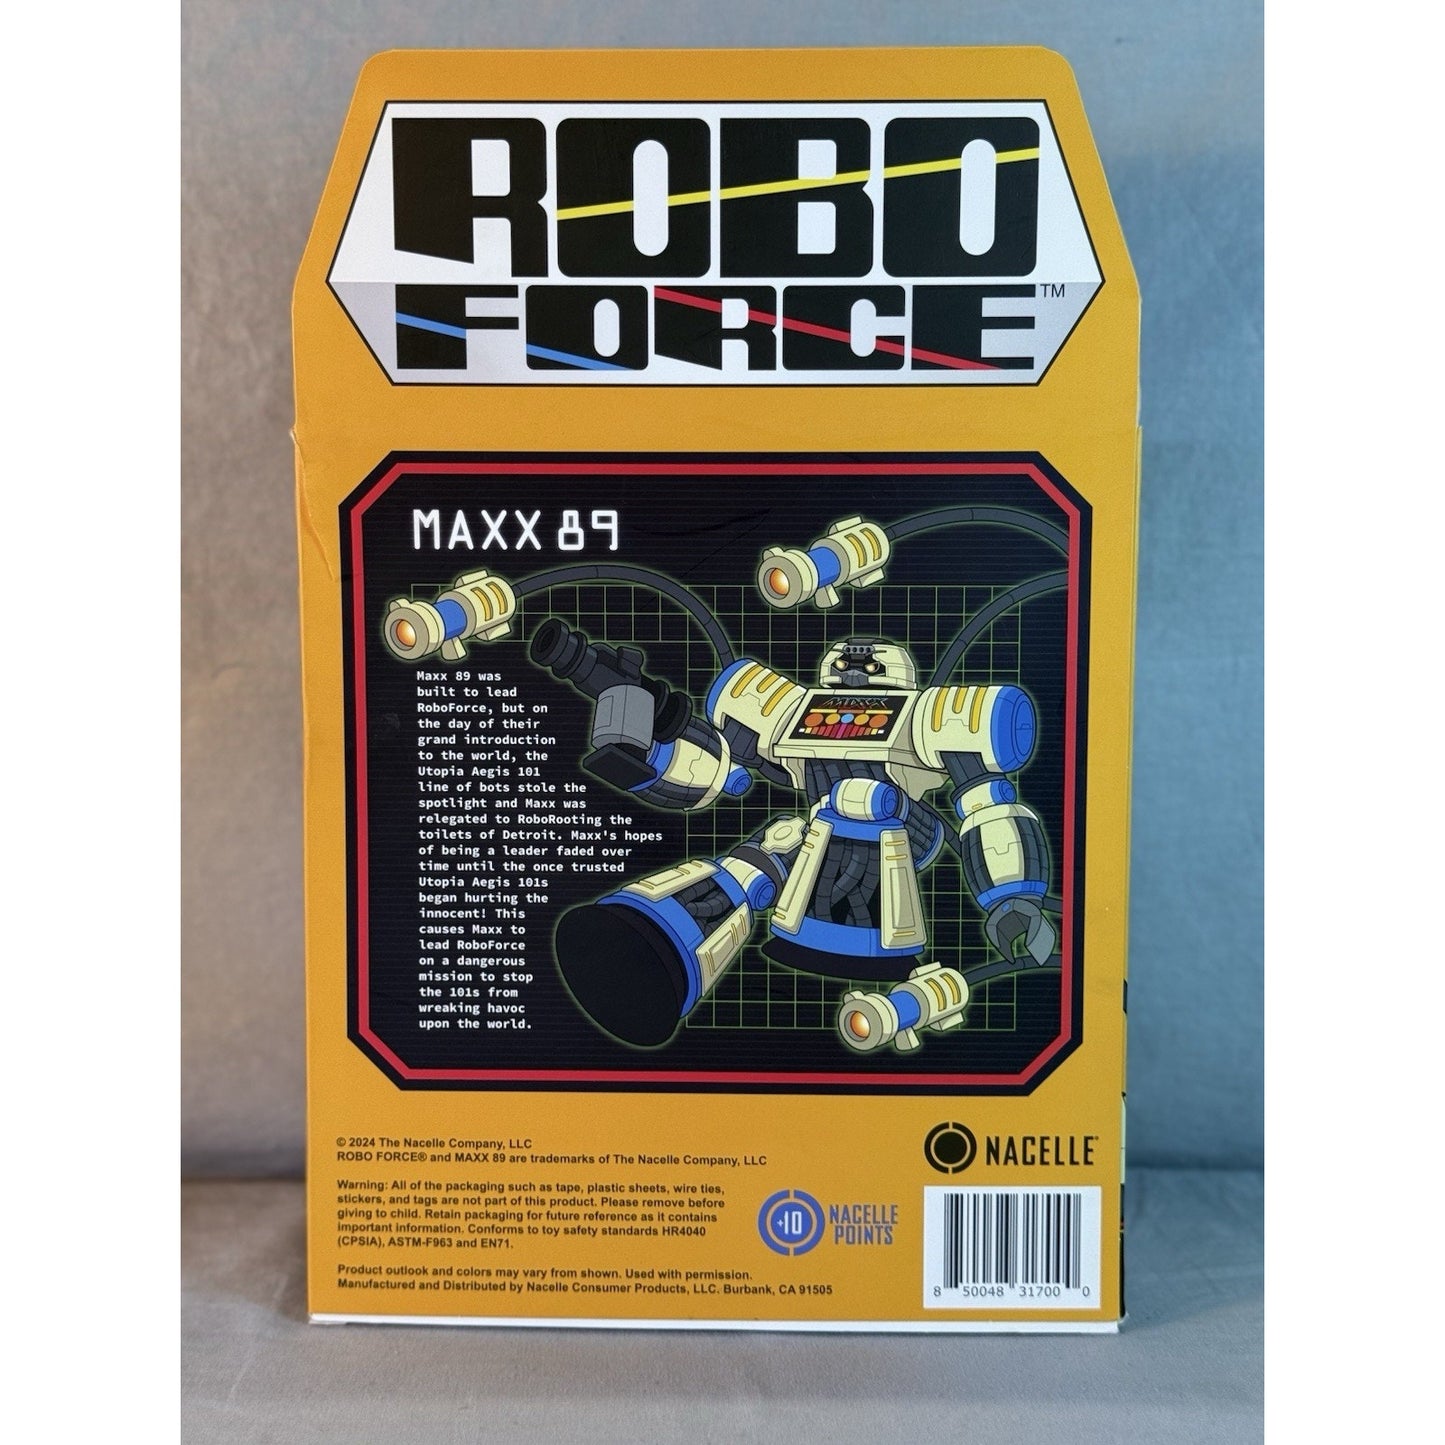 ROBO
FORCE™
MAXX 89
Maxx 89 was
built to lead
RoboForce, but on
the day of their
grand introduction
to the world, the
Utopia Aegis 101
line of bots stole the
spotlight and Maxx was
relegated to RoboRooting the
toilets of Detroit. Maxx's hopes
of being a leader faded over
time until the once trusted
Utopia Aegis 101s
began hurting the
innocent! This
causes Maxx to
lead RoboForce
on a dangerous
mission to stop
the 101s from
wreaking havoc
upon the world.
MAXX
© 2024 The Nacelle Company, LLC
ROBO FORCE® and MAXX 89 are trademarks of The Nacelle Company, LLC
NACELLE®
Warning: All of the packaging such as tape, plastic sheets, wire ties,
stickers, and tags are not part of this product. Please remove before
giving to child. Retain packaging for future reference as it contains
important information. Conforms to toy safety standards HR4040
(CPSIA), ASTM-F963 and EN71.
+10 NACELLE
POINTS
Product outlook and colors may vary from shown. Used with permission.
Manufactured and Distributed by Nacelle Consumer Products, LLC. Burbank, CA 91505
8 50048 31700 0